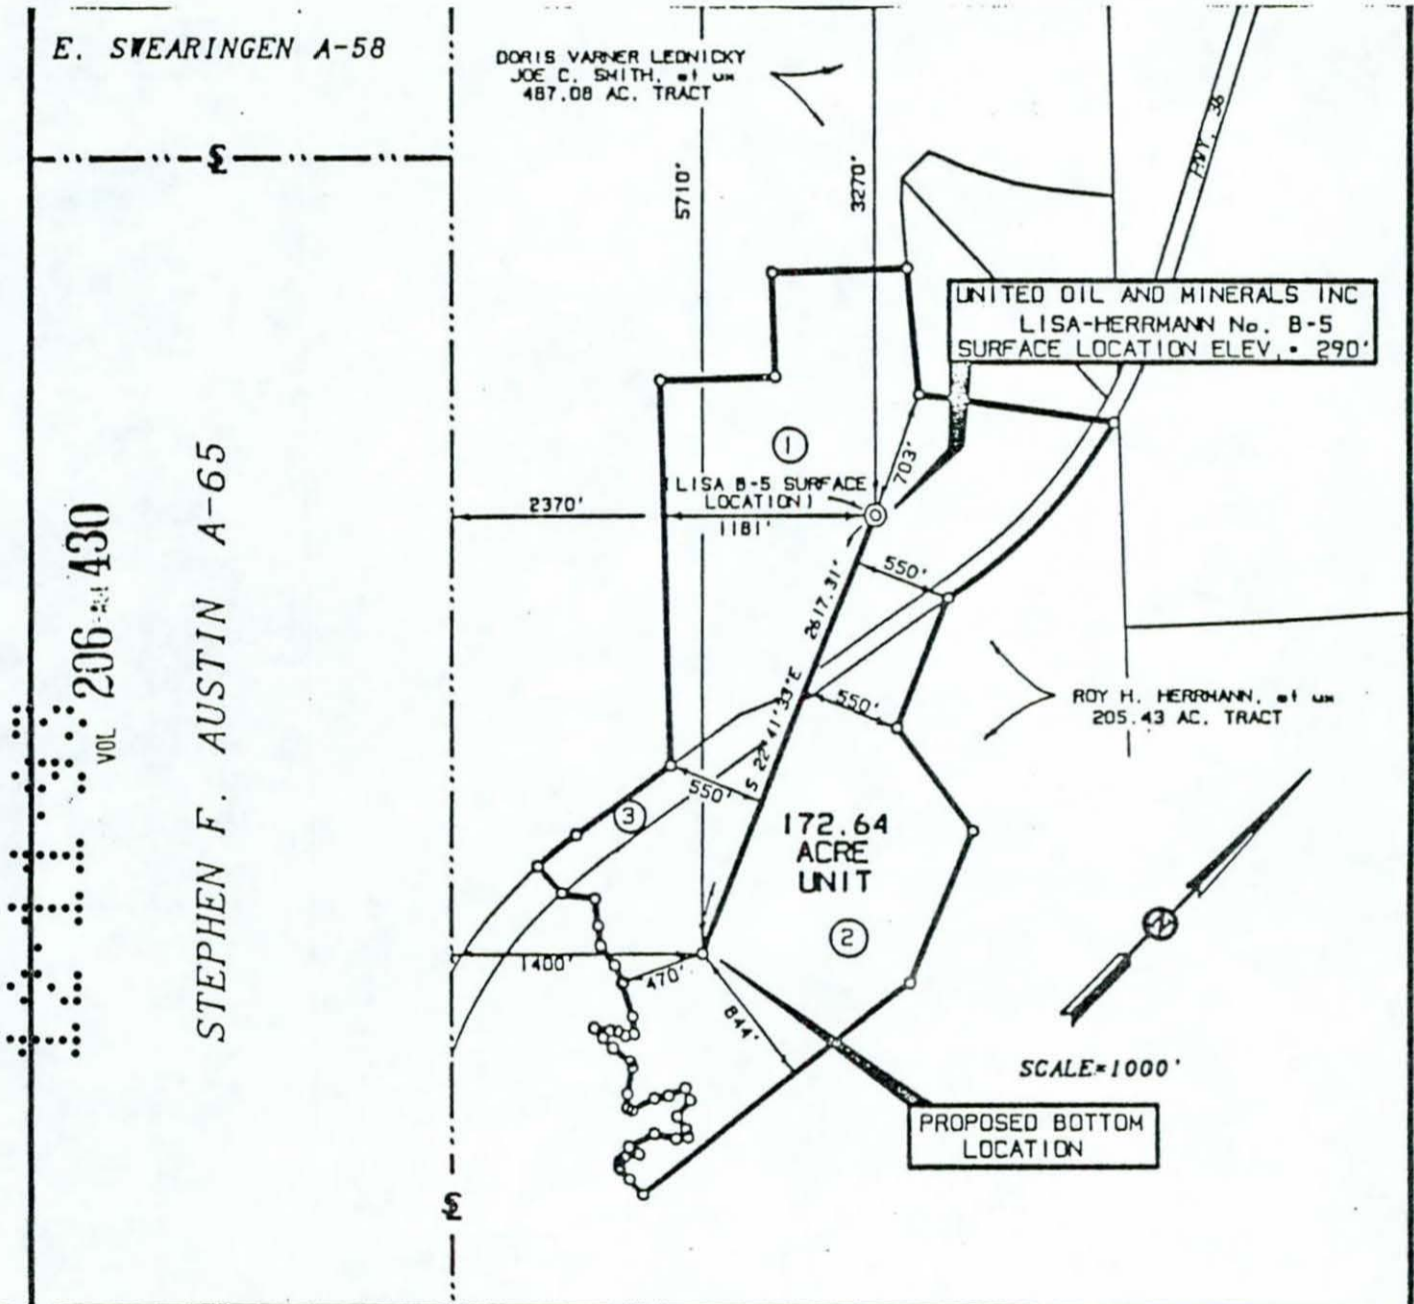 E. SWEARINGEN A-58
DORIS VARNER LEDNICKY
JOE C. SMITH, et ux
487.08 AC. TRACT
5710'
3270'
HWY. 36
UNITED OIL AND MINERALS INC
LISA-HERRMANN No. B-5
SURFACE LOCATION ELEV. = 290'
1
703'
(LISA B-5 SURFACE
LOCATION)
2370'
1181'
550'
2617.31'
S 22°41'33"E
550'
550'
ROY H. HERRMANN, et ux
205.43 AC. TRACT
VOL 206 430
STEPHEN F. AUSTIN A-65
3
172.64
ACRE
UNIT
2
N
1400'
470'
844'
SCALE=1000'
PROPOSED BOTTOM
LOCATION